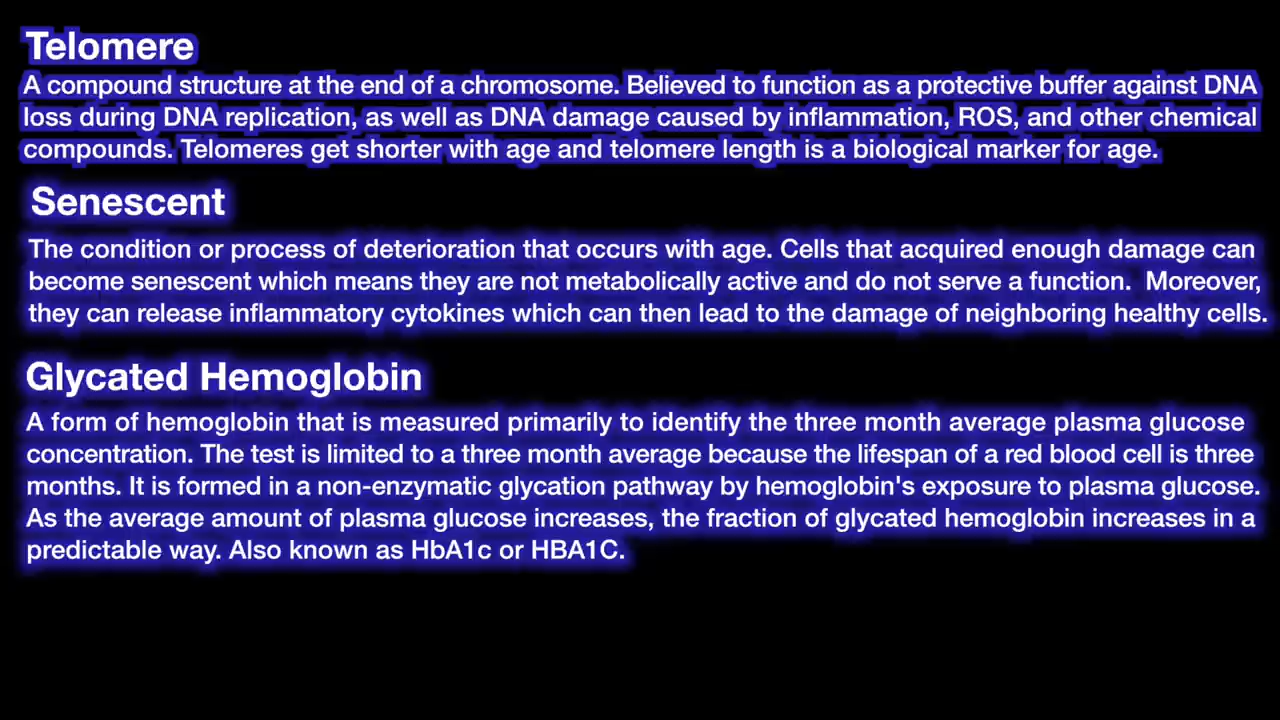 Telomere
A compound structure at the end of a chromosome. Believed to function as a protective buffer against DNA
loss during DNA replication, as well as DNA damage caused by inflammation, ROS, and other chemical
compounds. Telomeres get shorter with age and telomere length is a biological marker for age.
Senescent
The condition or process of deterioration that occurs with age. Cells that acquired enough damage can
become senescent which means they are not metabolically active and do not serve a function.  Moreover,
they can release inflammatory cytokines which can then lead to the damage of neighboring healthy cells.
Glycated Hemoglobin
A form of hemoglobin that is measured primarily to identify the three month average plasma glucose
concentration. The test is limited to a three month average because the lifespan of a red blood cell is three
months. It is formed in a non-enzymatic glycation pathway by hemoglobin's exposure to plasma glucose.
As the average amount of plasma glucose increases, the fraction of glycated hemoglobin increases in a
predictable way. Also known as HbA1c or HBA1C.